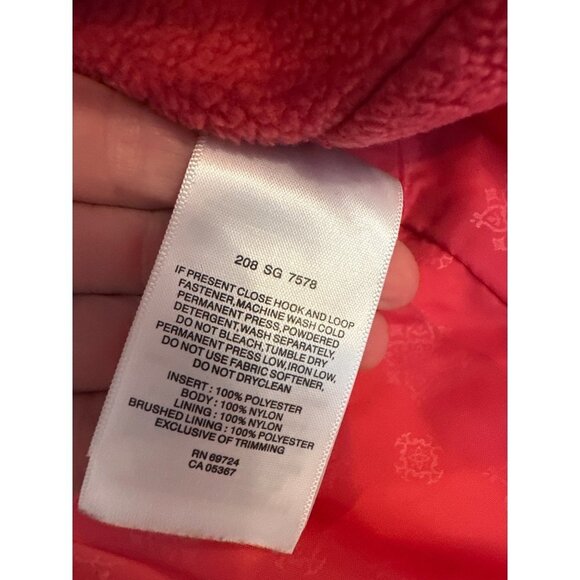 208 SG 7578
IF PRESENT CLOSE HOOK AND LOOP
FASTENER,MACHINE WASH COLD
PERMANENT PRESS, POWDERED
DETERGENT,WASH SEPARATELY.
DO NOT BLEACH,TUMBLE DRY
PERMANENT PRESS LOW,IRON LOW,
DO NOT USE FABRIC SOFTENER,
DO NOT DRYCLEAN
INSERT : 100% POLYESTER
BODY : 100% NYLON
LINING : 100% NYLON
BRUSHED LINING : 100% POLYESTER
EXCLUSIVE OF TRIMMING
RN 69724
CA 05367